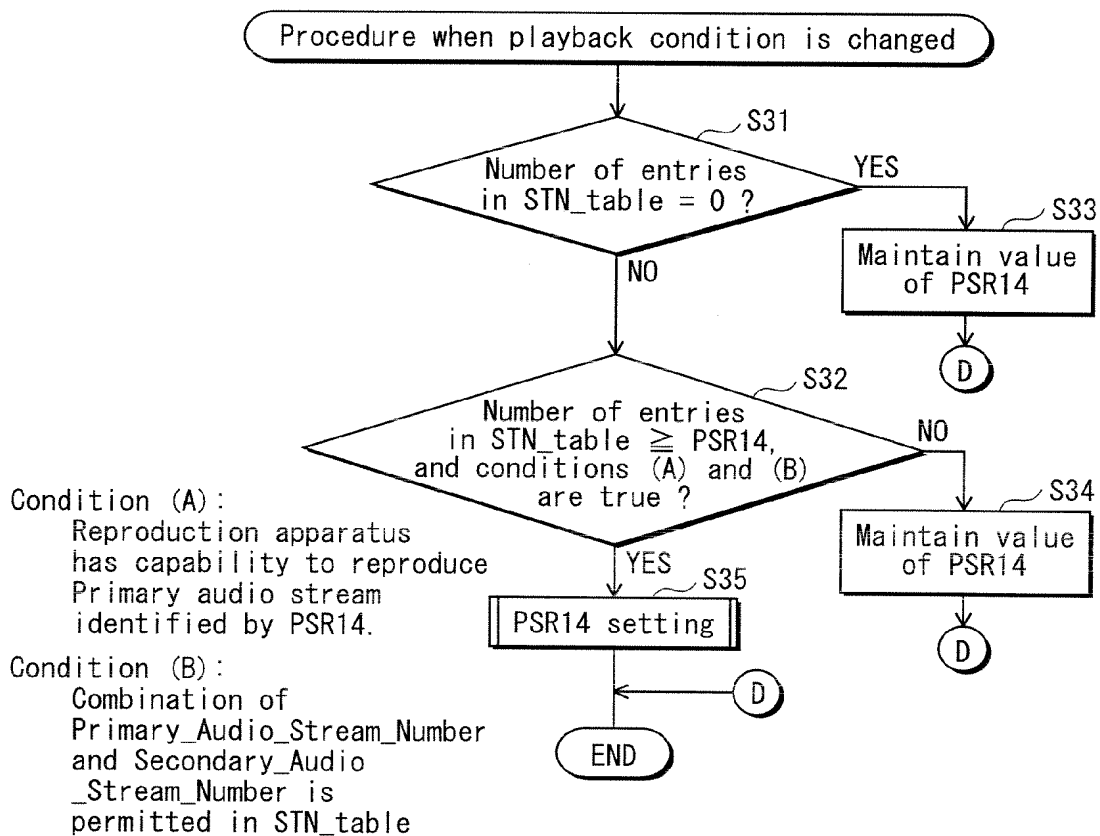 Procedure when playback condition is changed
S31
Number of entries
in STN_table = 0 ?
YES
S33
Maintain value
of PSR14
D
NO
S32
Number of entries
in STN_table ≧ PSR14,
and conditions (A) and (B)
are true ?
NO
S34
Maintain value
of PSR14
D
YES
S35
PSR14 setting
D
END
Condition (A):
Reproduction apparatus
has capability to reproduce
Primary audio stream
identified by PSR14.
Condition (B):
Combination of
Primary_Audio_Stream_Number
and Secondary_Audio
_Stream_Number is
permitted in STN_table